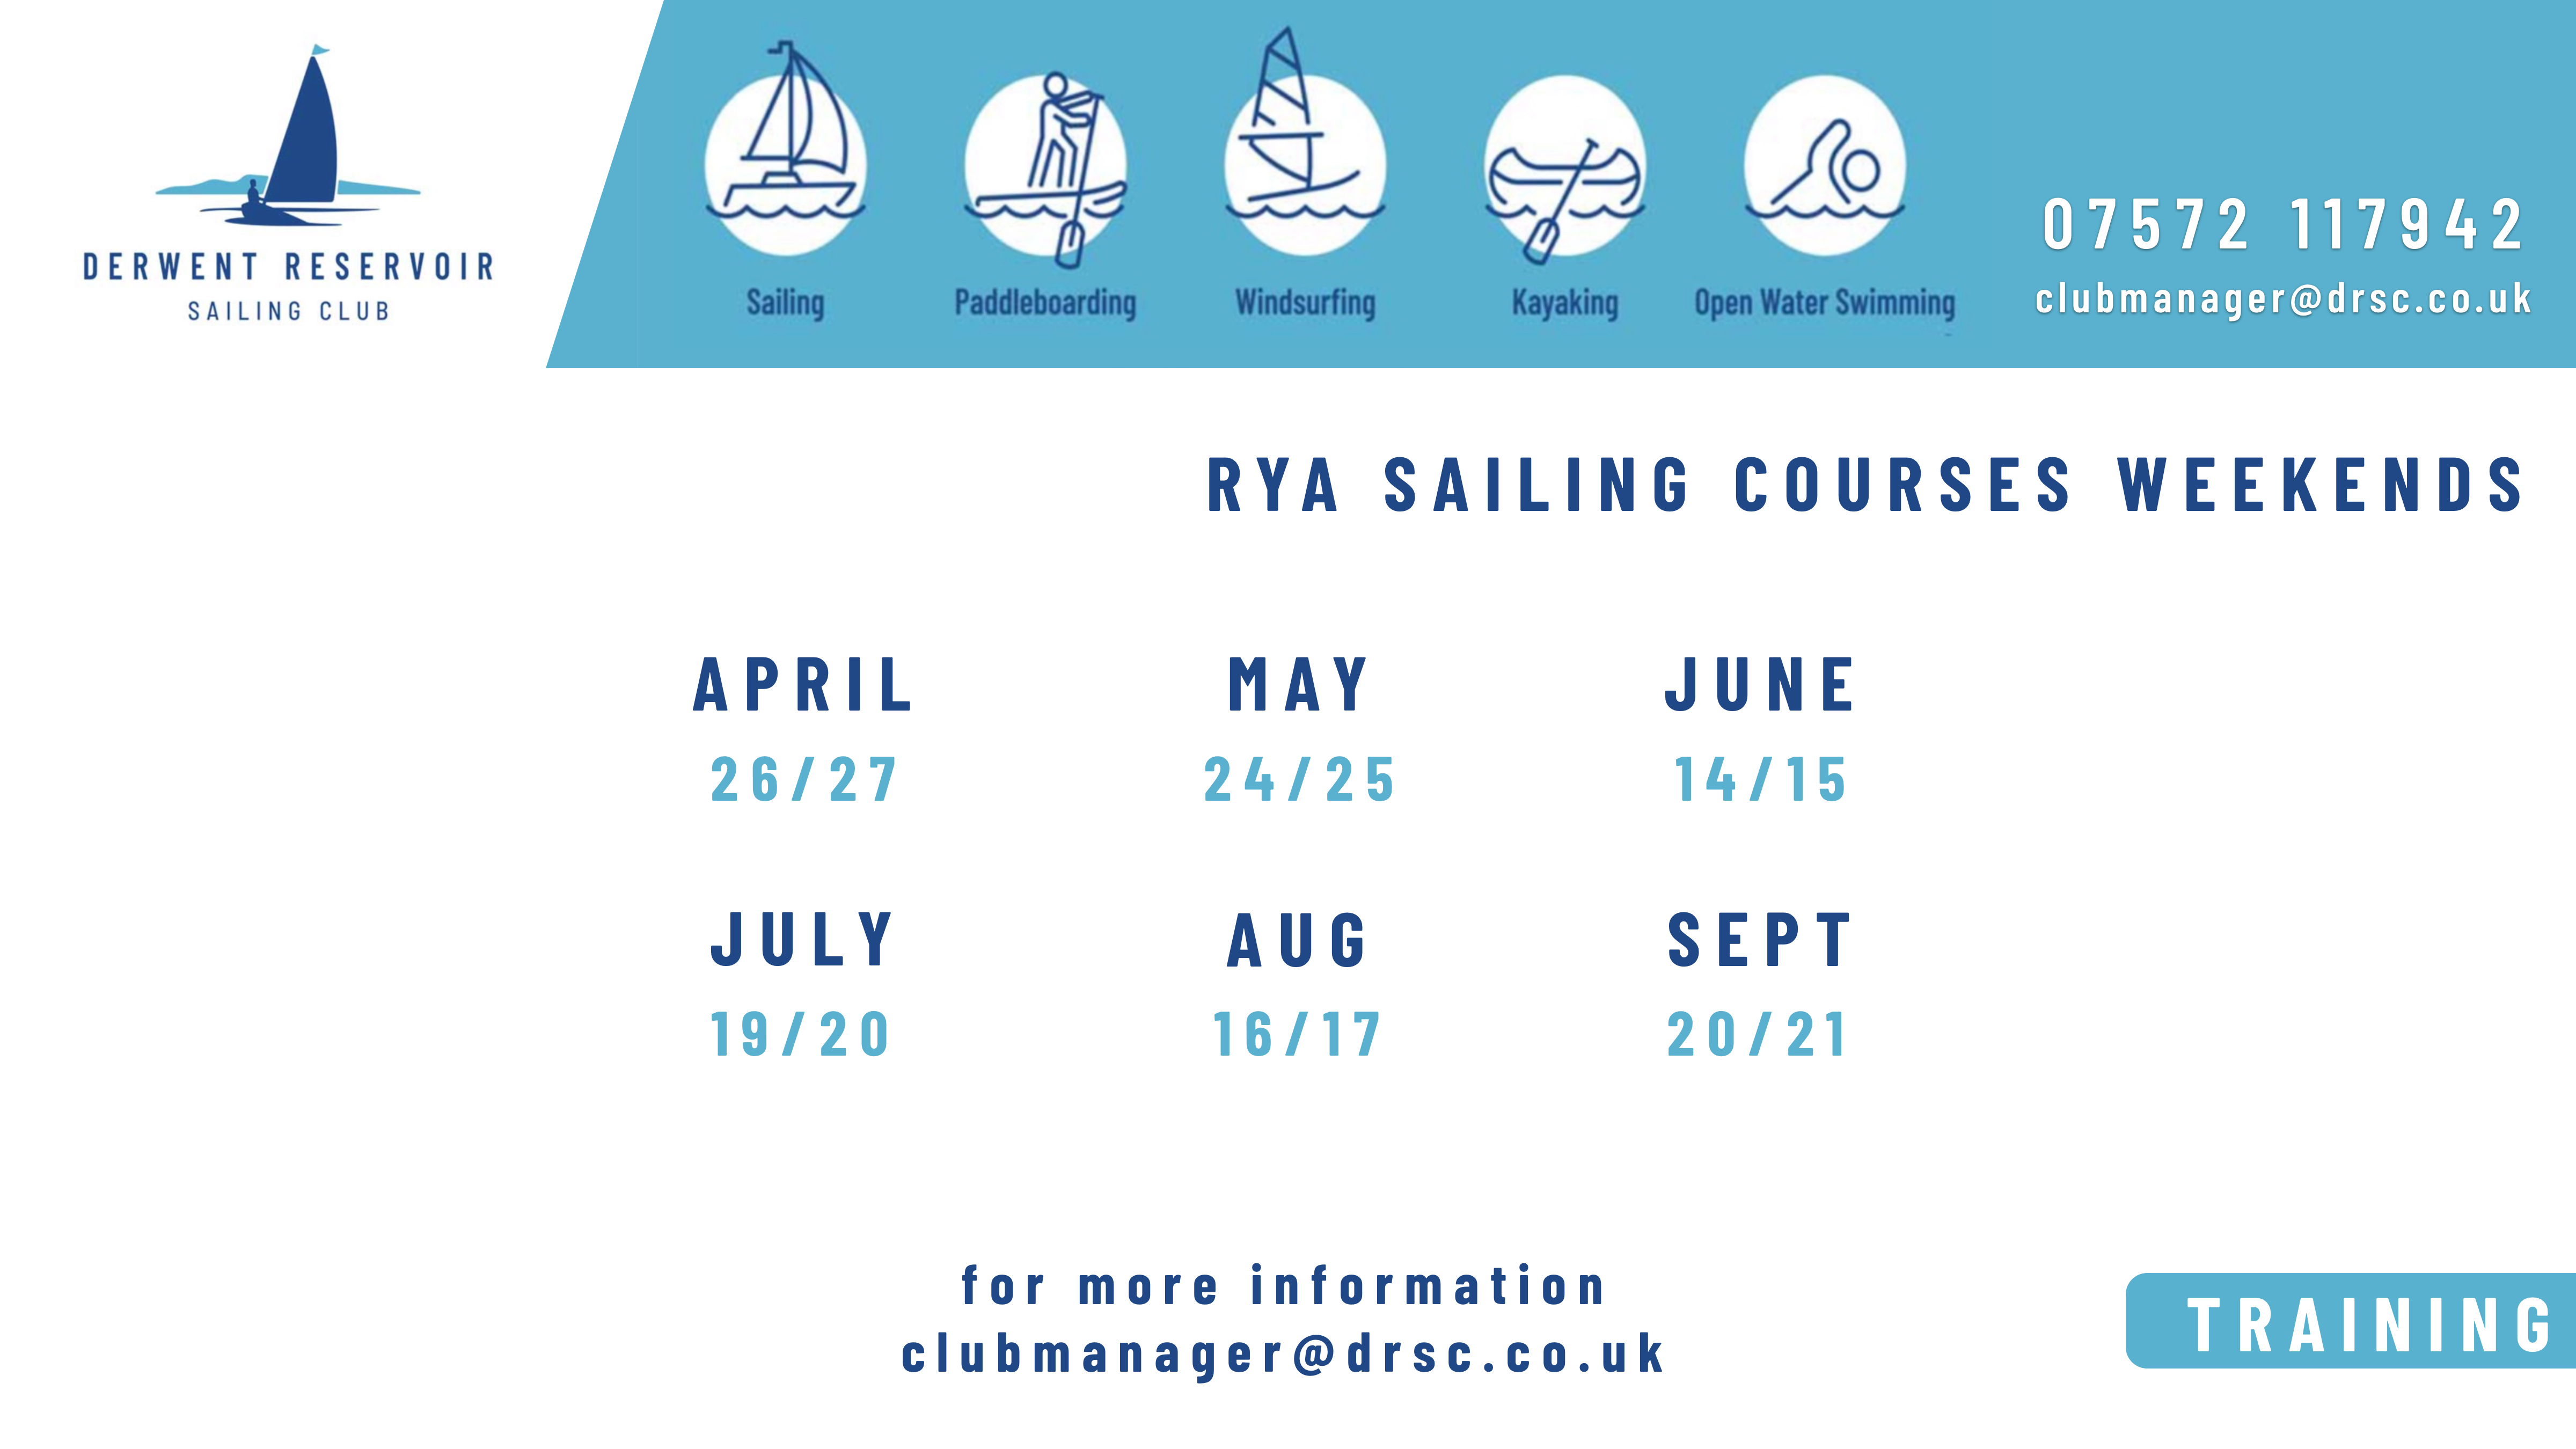 DERWENT RESERVOIR
SAILING CLUB
Sailing
Paddleboarding
Windsurfing
Kayaking
Open Water Swimming
07572 117942
clubmanager@drsc.co.uk
RYA SAILING COURSES WEEKENDS
APRIL MAY JUNE
26/27 24/25 14/15
JULY AUG SEPT
19/20 16/17 20/21
for more information
clubmanager@drsc.co.uk
TRAINING